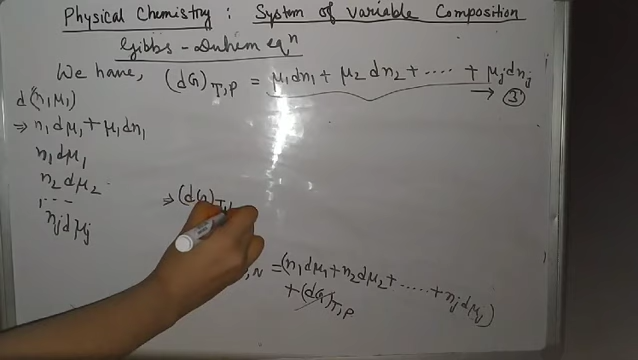 Physical Chemistry : System of variable Composition
Gibbs - Duhem eqⁿ
We have, (dG)T,P = μ₁dn₁ + μ₂dn₂ + ..... + μⱼdnⱼ
→ ③
d(n₁μ₁)
⇒ n₁dμ₁ + μ₁dn₁
n₁dμ₁
n₂dμ₂
nⱼdμⱼ
⇒ (dG)T,
,N = (n₁dμ₁ + n₂dμ₂ + ..... + nⱼdμⱼ)
+ (dG)T,P